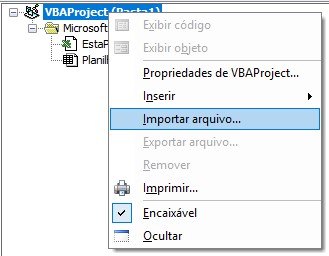 VBAProject (Pasta1)
Microsoft
EstaP
Planil
Exibir código
Exibir objeto
Propriedades de VBAProject...
Inserir
Importar arquivo...
Exportar arquivo...
Remover
Imprimir...
Encaixável
Ocultar